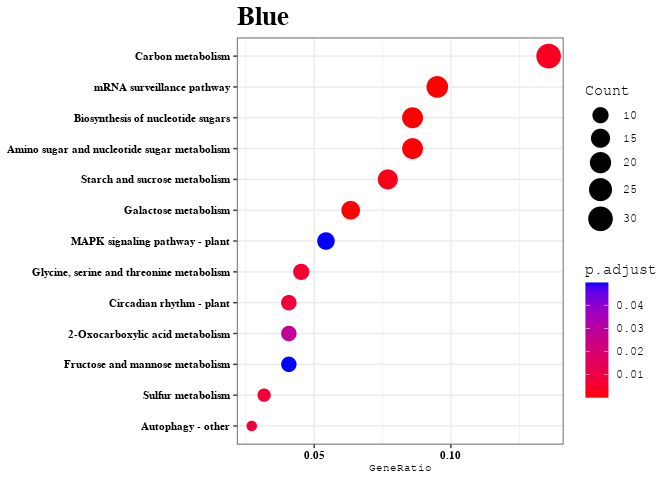 Blue
Carbon metabolism
mRNA surveillance pathway
Biosynthesis of nucleotide sugars
Amino sugar and nucleotide sugar metabolism
Starch and sucrose metabolism
Galactose metabolism
MAPK signaling pathway - plant
Glycine, serine and threonine metabolism
Circadian rhythm - plant
2-Oxocarboxylic acid metabolism
Fructose and mannose metabolism
Sulfur metabolism
Autophagy - other
0.05 0.10
GeneRatio
Count
10
15
20
25
30
p.adjust
0.04
0.03
0.02
0.01